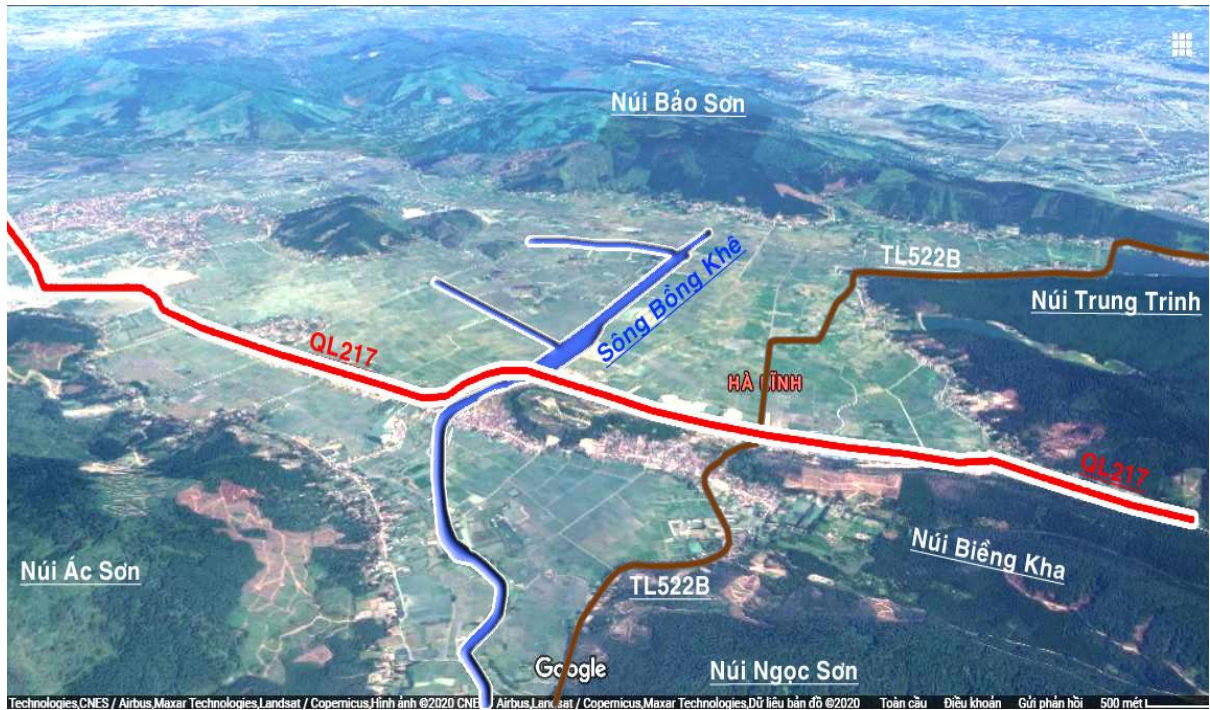 Núi Bảo Sơn
TL522B
Núi Trung Trinh
Sông Bồng Khê
QL217
HÀ LĨNH
QL217
Núi Biềng Kha
Núi Ác Sơn
TL522B
Google
Núi Ngọc Sơn
Technologies,CNES / Airbus,Maxar Technologies,Landsat / Copernicus,Hình ảnh ©2020 CNES / Airbus,Landsat / Copernicus,Maxar Technologies,Dữ liệu bản đồ ©2020 Toàn cầu Điều khoản Gửi phản hồi 500 mét